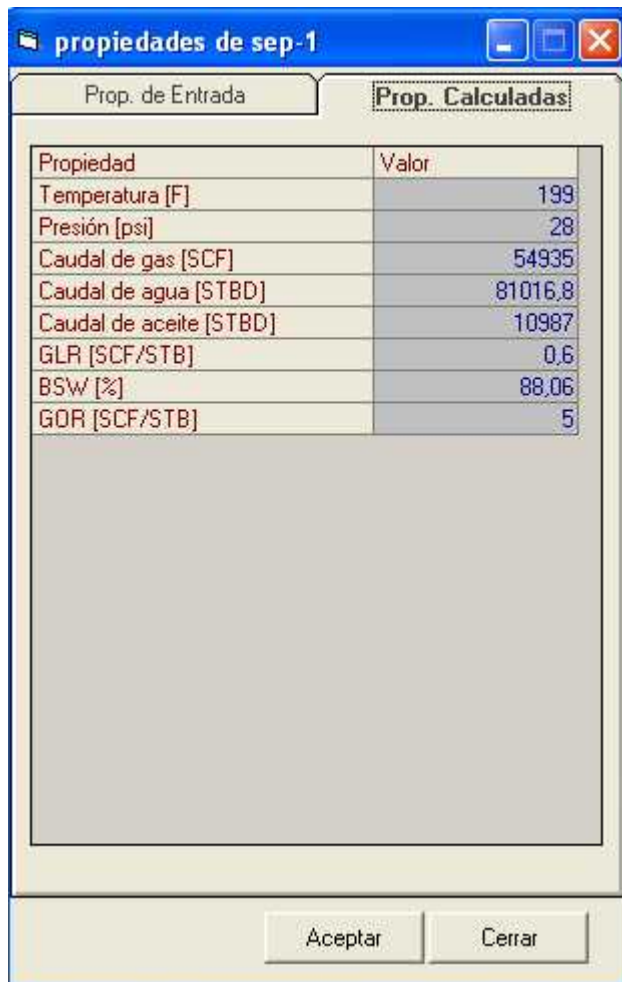 propiedades de sep-1
Prop. de Entrada Prop. Calculadas
Propiedad Valor
Temperatura [F] 199
Presión [psi] 28
Caudal de gas [SCF] 54935
Caudal de agua [STBD] 81016,8
Caudal de aceite [STBD] 10987
GLR [SCF/STB] 0,6
BSW [%] 88,06
GOR [SCF/STB] 5
Aceptar Cerrar